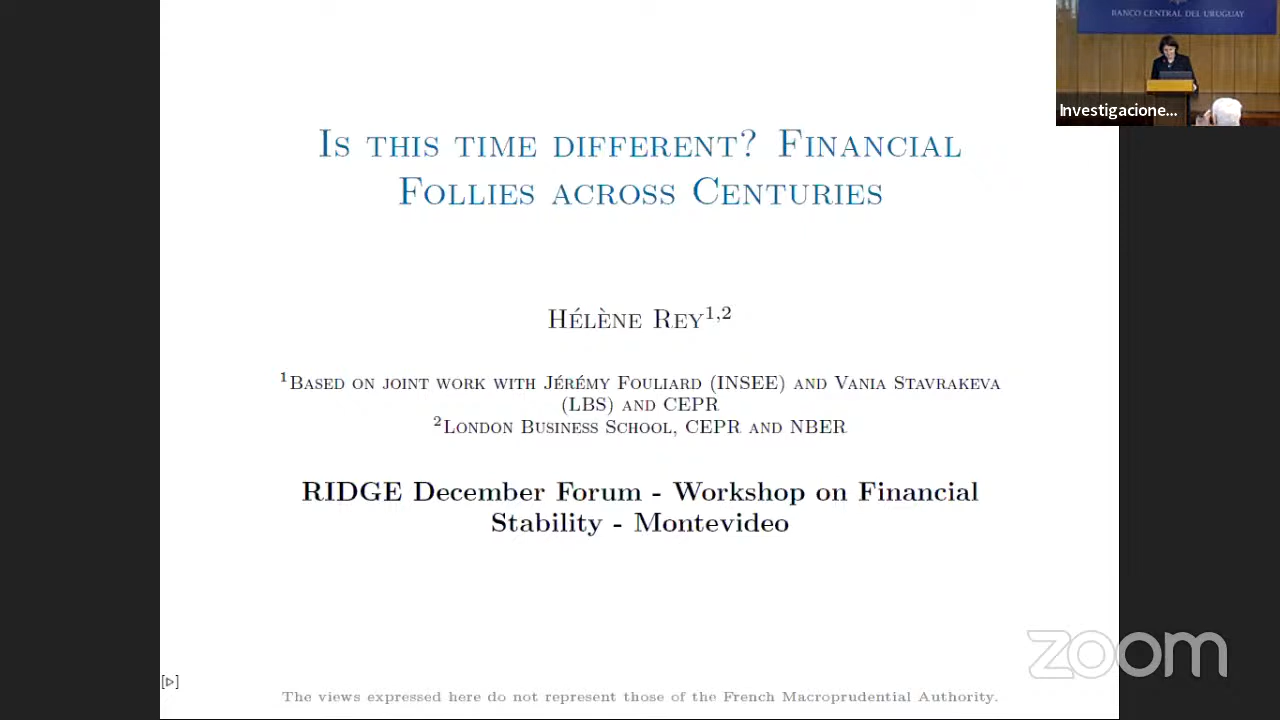 BANCO CENTRAL DEL URUGUAY
Investigacione...
IS THIS TIME DIFFERENT? FINANCIAL
FOLLIES ACROSS CENTURIES
HÉLÈNE REY1,2
1BASED ON JOINT WORK WITH JÉRÉMY FOULIARD (INSEE) AND VANIA STAVRAKEVA
(LBS) AND CEPR
2LONDON BUSINESS SCHOOL, CEPR AND NBER
RIDGE December Forum - Workshop on Financial
Stability - Montevideo
zoom
The views expressed here do not represent those of the French Macroprudential Authority.